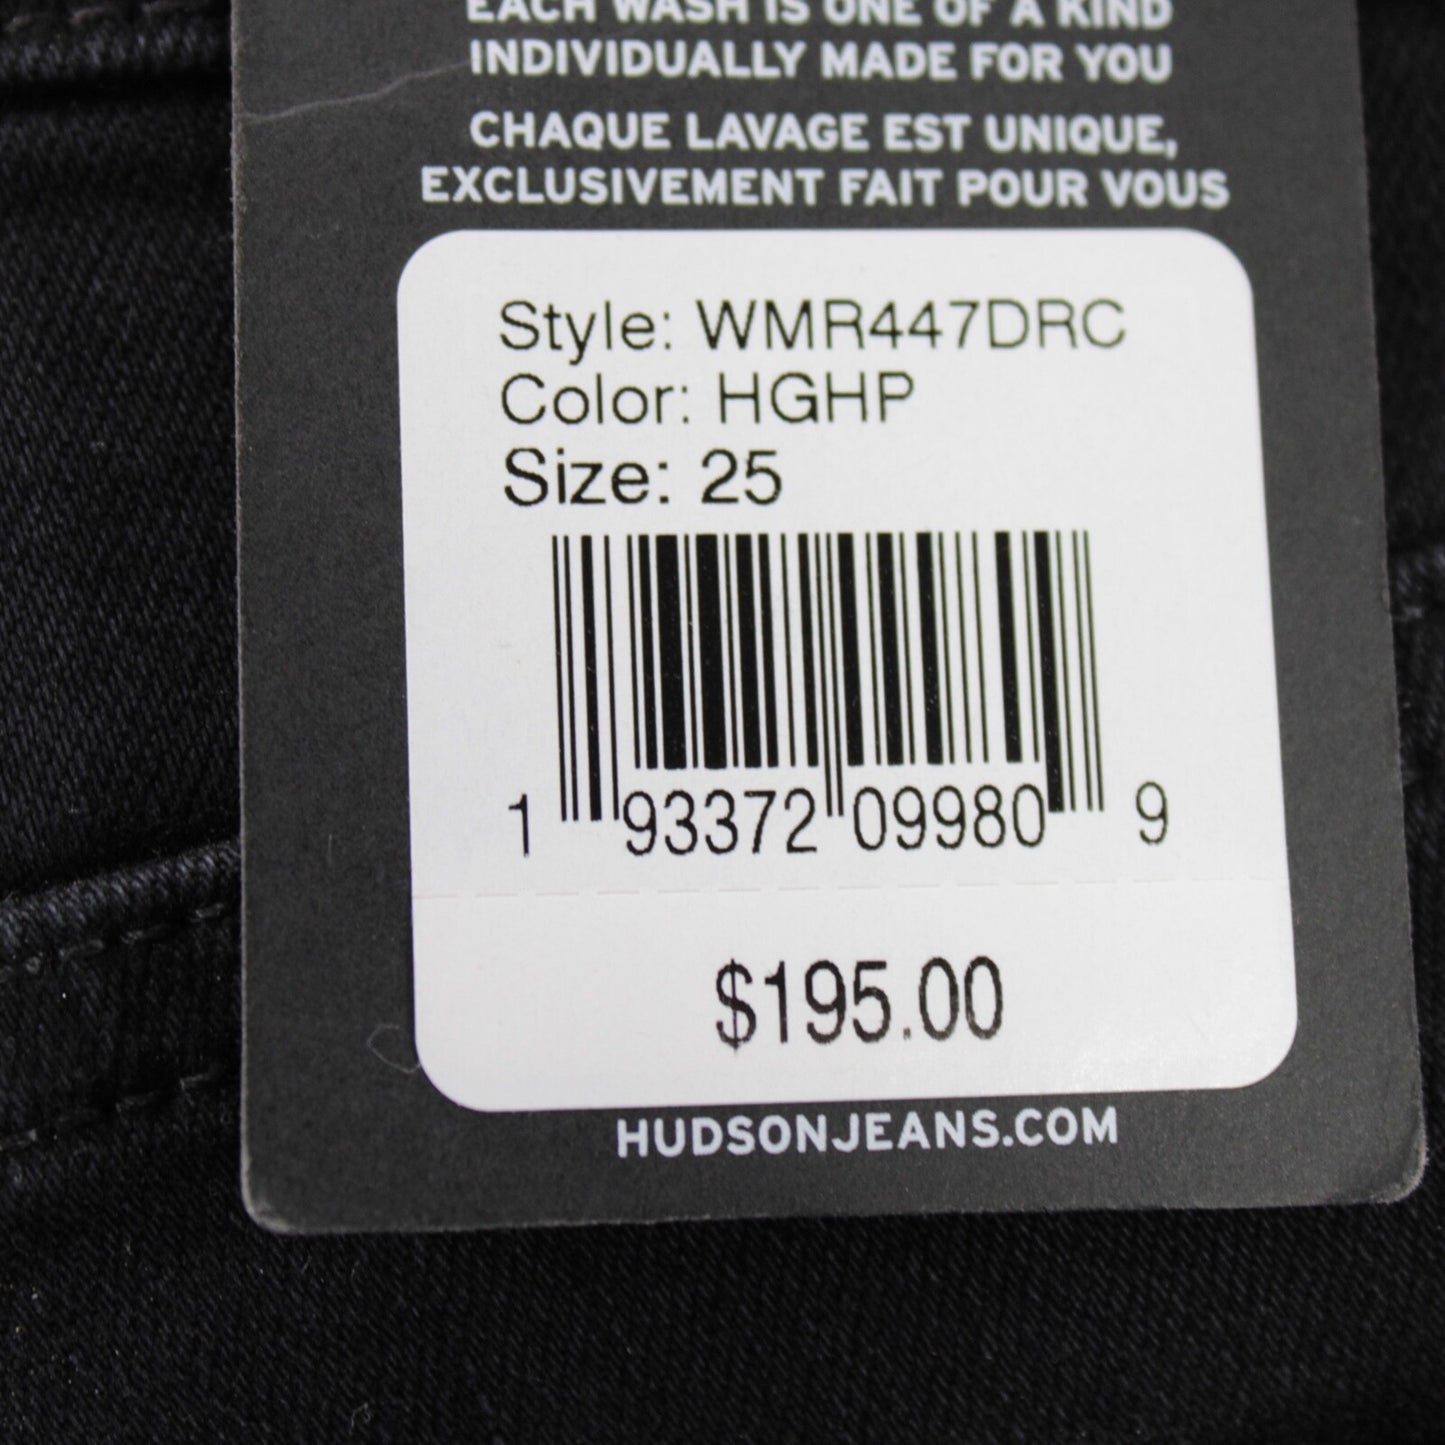 EACH WASH IS ONE OF A KIND
INDIVIDUALLY MADE FOR YOU
CHAQUE LAVAGE EST UNIQUE,
EXCLUSIVEMENT FAIT POUR VOUS
Style: WMR447DRC
Color: HGHP
Size: 25
1 93372 09980 9
$195.00
HUDSONJEANS.COM